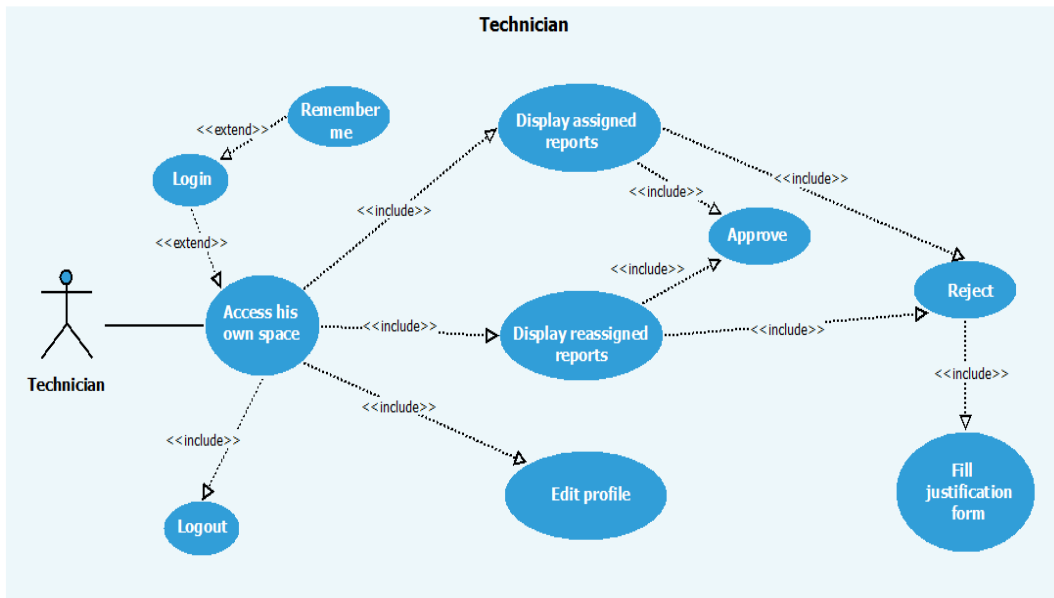 Technician
Remember
me
<<extend>>
Login
<<extend>>
Display assigned
reports
<<include>>
<<include>>
<<include>>
Approve
<<include>>
Access his
own space
<<include>>
Display reassigned
reports
<<include>>
Reject
Technician
<<include>>
<<include>>
<<include>>
Logout
Edit profile
Fill
justification
form